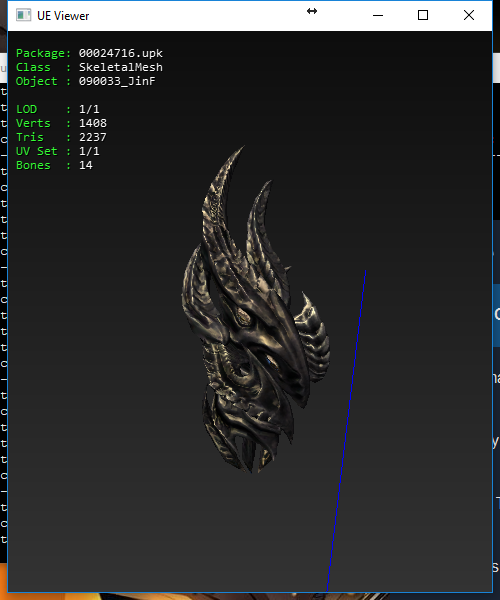 UE Viewer
Package: 00024716.upk
Class : SkeletalMesh
Object : 090033_JinF
LOD : 1/1
Verts : 1408
Tris : 2237
UV Set : 1/1
Bones : 14